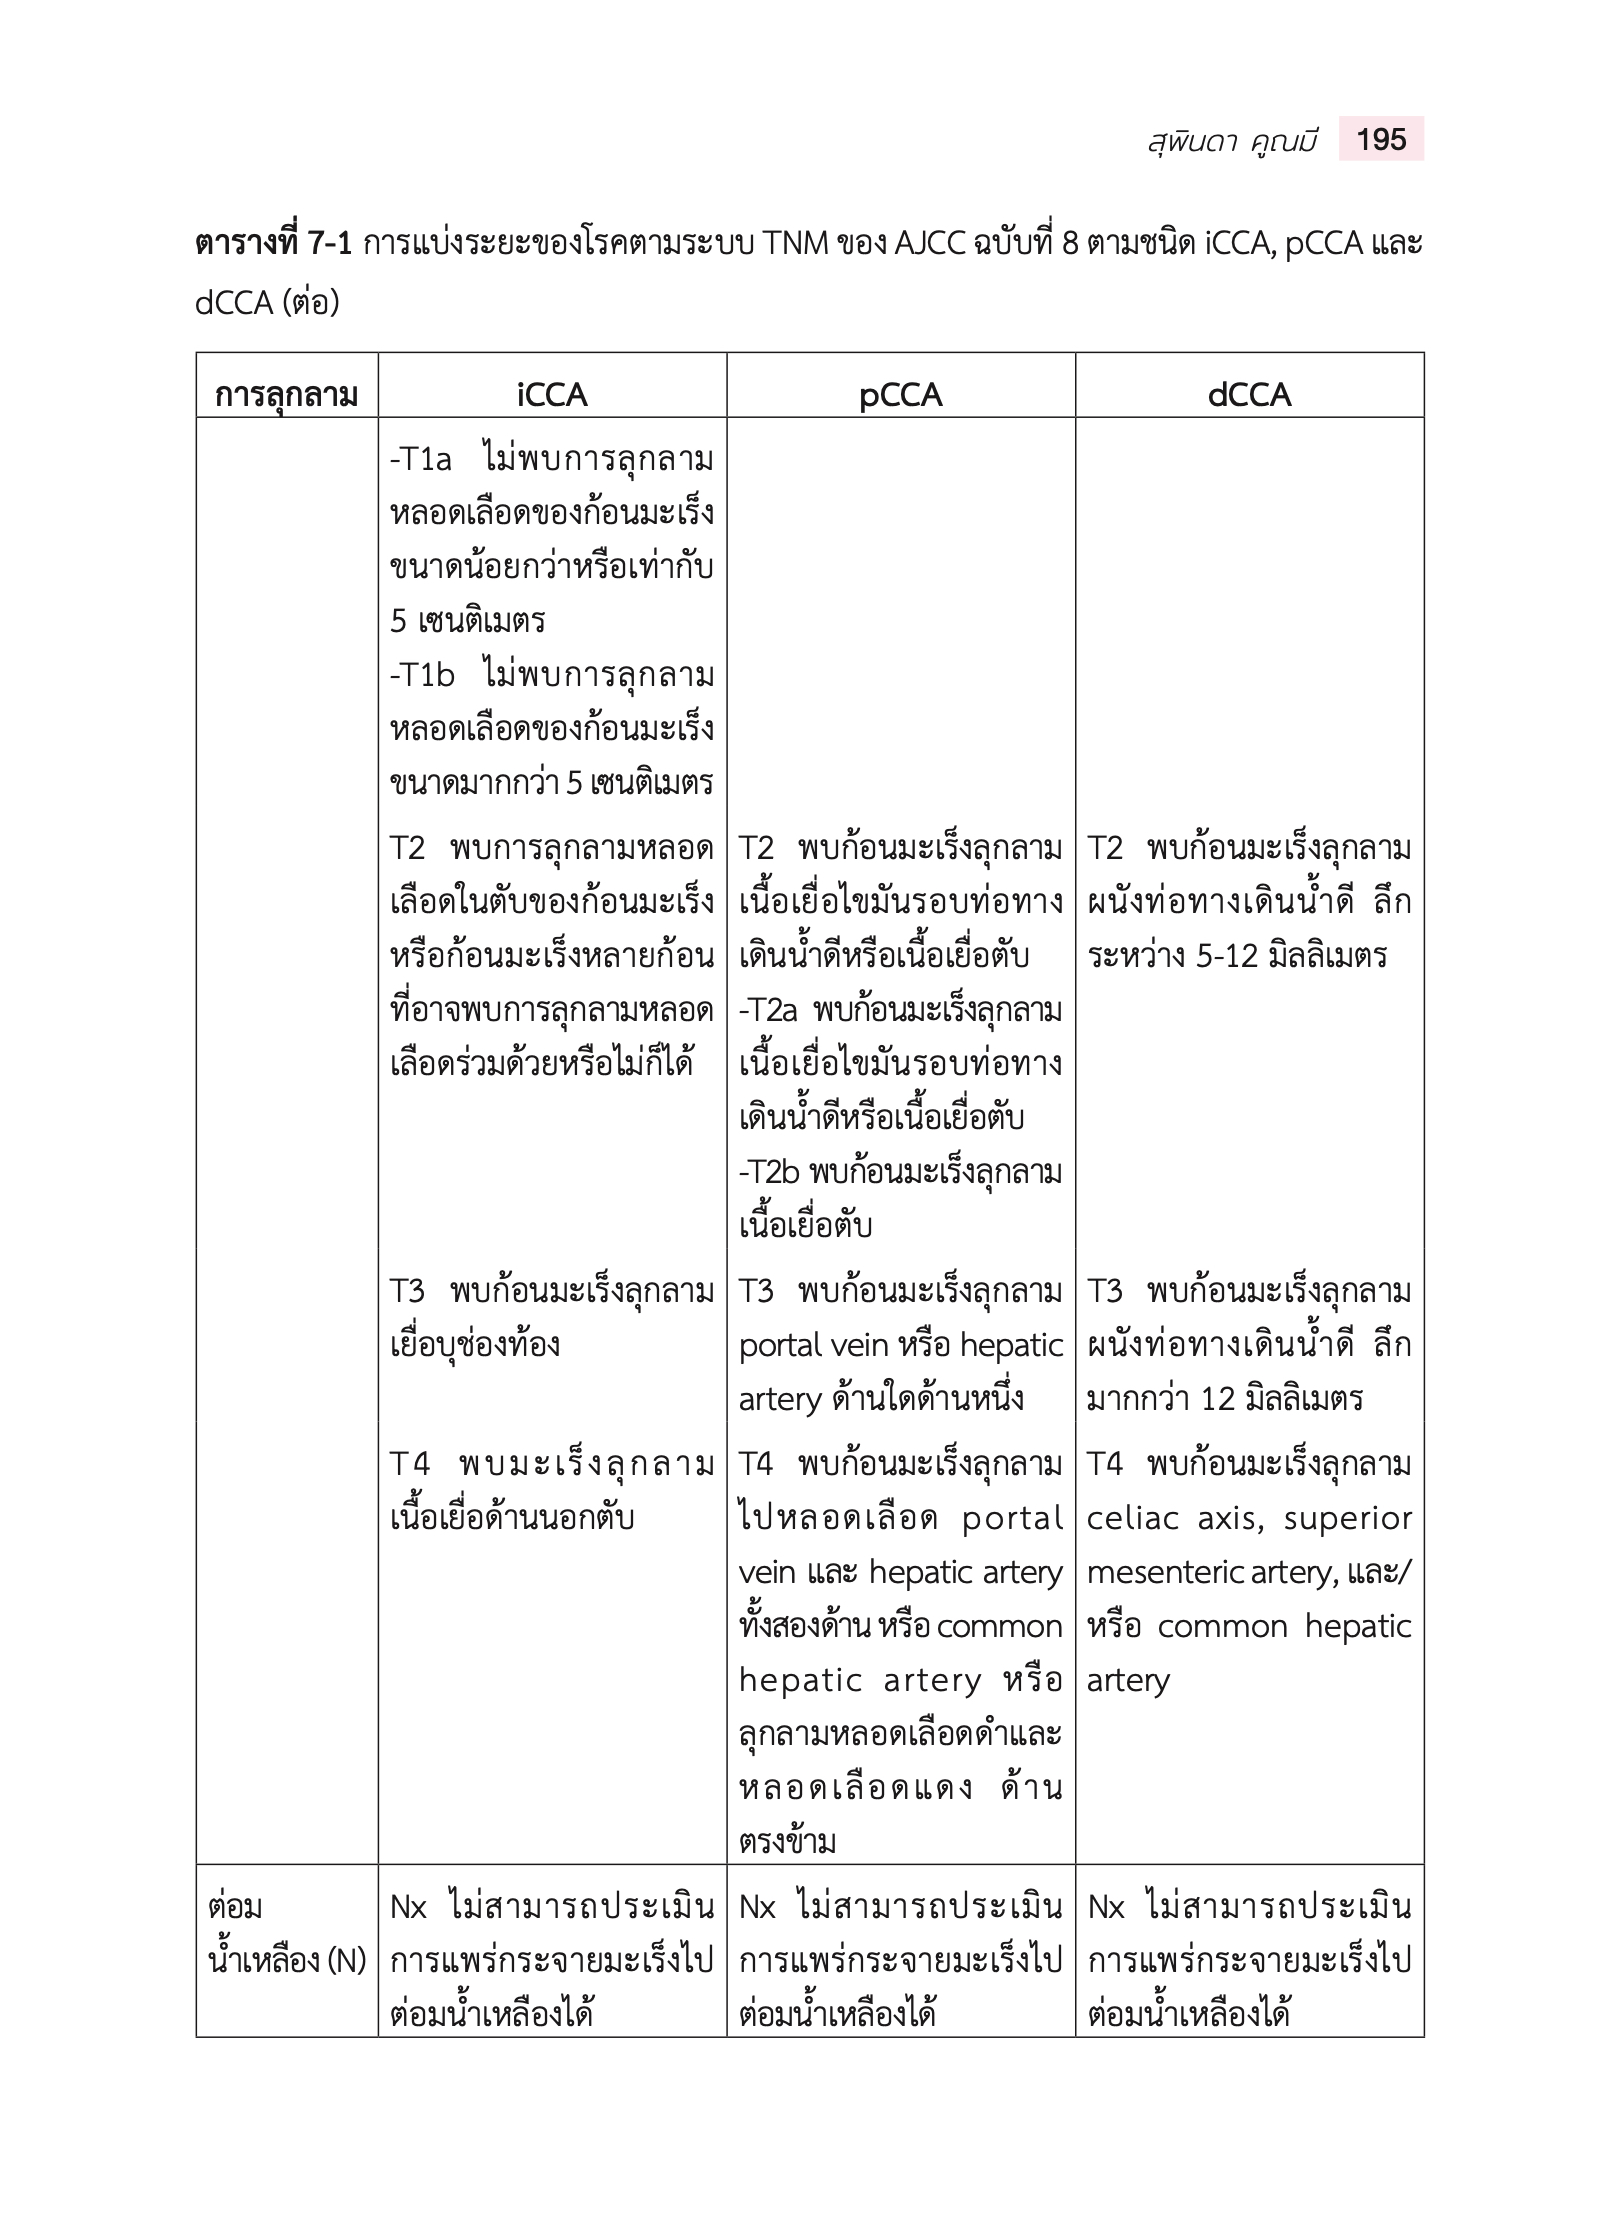 สุพินดา คูณมี 195
ตารางที่ 7-1 การแบ่งระยะของโรคตามระบบ TNM ของ AJCC ฉบับที่ 8 ตามชนิด iCCA, pCCA และ
dCCA (ต่อ)
การลุกลาม iCCA pCCA dCCA
-T1a ไม่พบการลุกลาม
หลอดเลือดของก้อนมะเร็ง
ขนาดน้อยกว่าหรือเท่ากับ
5 เซนติเมตร
-T1b ไม่พบการลุกลาม
หลอดเลือดของก้อนมะเร็ง
ขนาดมากกว่า 5 เซนติเมตร
T2 พบการลุกลามหลอด
เลือดในตับของก้อนมะเร็ง
หรือก้อนมะเร็งหลายก้อน
ที่อาจพบการลุกลามหลอด
เลือดร่วมด้วยหรือไม่ก็ได้
T2 พบก้อนมะเร็งลุกลาม
เนื้อเยื่อไขมันรอบท่อทาง
เดินน้ำดีหรือเนื้อเยื่อตับ
-T2a พบก้อนมะเร็งลุกลาม
เนื้อเยื่อไขมันรอบท่อทาง
เดินน้ำดีหรือเนื้อเยื่อตับ
-T2b พบก้อนมะเร็งลุกลาม
เนื้อเยื่อตับ
T2 พบก้อนมะเร็งลุกลาม
ผนังท่อทางเดินน้ำดี ลึก
ระหว่าง 5-12 มิลลิเมตร
T3 พบก้อนมะเร็งลุกลาม
เยื่อบุช่องท้อง
T3 พบก้อนมะเร็งลุกลาม
portal vein หรือ hepatic
artery ด้านใดด้านหนึ่ง
T3 พบก้อนมะเร็งลุกลาม
ผนังท่อทางเดินน้ำดี ลึก
มากกว่า 12 มิลลิเมตร
T4 พบมะเร็งลุกลาม
เนื้อเยื่อด้านนอกตับ
T4 พบก้อนมะเร็งลุกลาม
ไปหลอดเลือด portal
vein และ hepatic artery
ทั้งสองด้าน หรือ common
hepatic artery หรือ
ลุกลามหลอดเลือดดำและ
หลอดเลือดแดง ด้าน
ตรงข้าม
T4 พบก้อนมะเร็งลุกลาม
celiac axis, superior
mesenteric artery, และ/
หรือ common hepatic
artery
ต่อม
น้ำเหลือง (N)
Nx ไม่สามารถประเมิน
การแพร่กระจายมะเร็งไป
ต่อมน้ำเหลืองได้
Nx ไม่สามารถประเมิน
การแพร่กระจายมะเร็งไป
ต่อมน้ำเหลืองได้
Nx ไม่สามารถประเมิน
การแพร่กระจายมะเร็งไป
ต่อมน้ำเหลืองได้